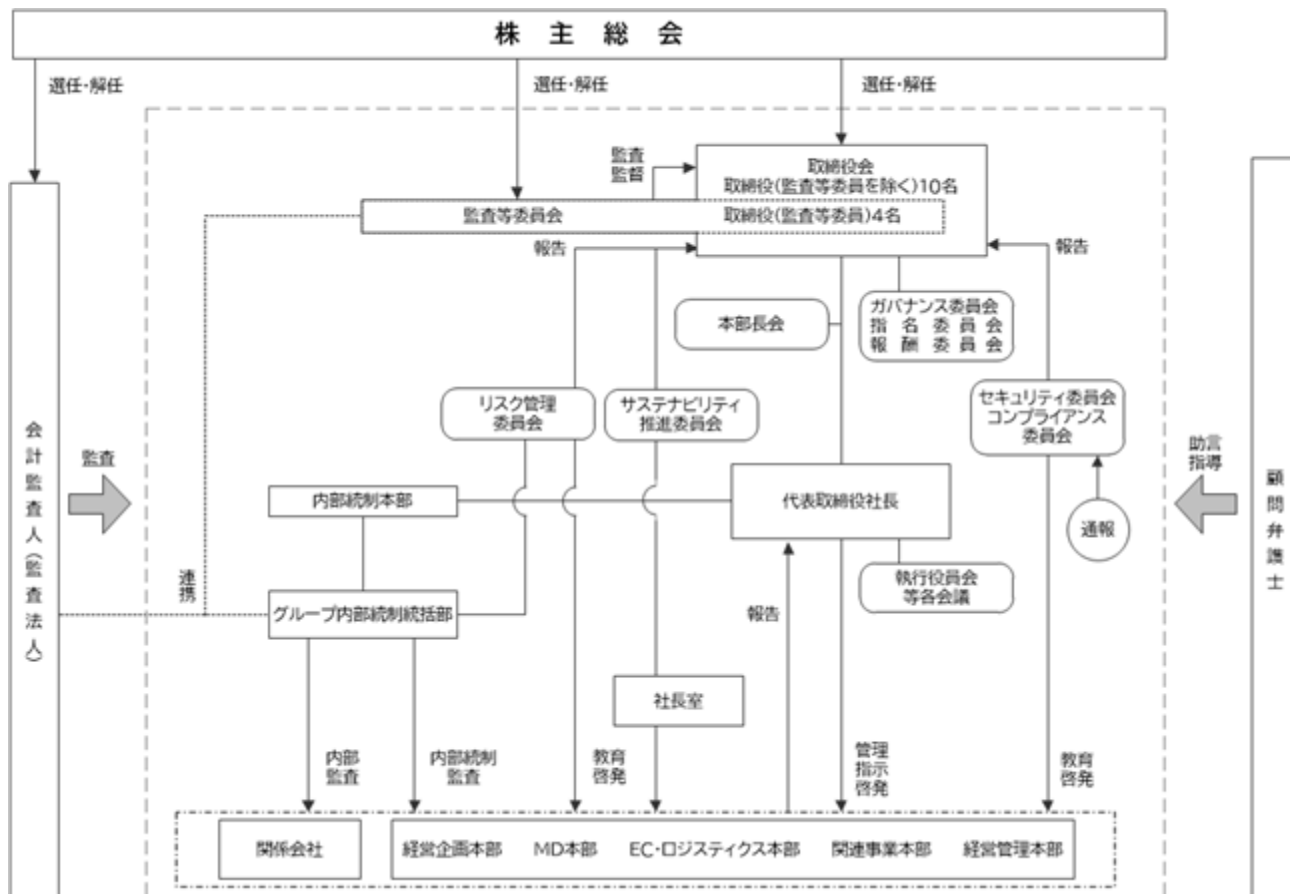 株主総会
選任・解任
選任・解任
選任・解任
監査
監督
取締役会
取締役(監査等委員を除く)10名
監査等委員会
取締役(監査等委員)4名
報告
報告
本部長会
ガバナンス委員会
指名委員会
報酬委員会
リスク管理
委員会
サステナビリティ
推進委員会
セキュリティ委員会
コンプライアンス
委員会
会計監査人(監査法人)
監査
助言
指導
顧問弁護士
内部統制本部
代表取締役社長
通報
連携
執行役員会
等各会議
グループ内部統制統括部
報告
社長室
内部
監査
内部統制
監査
教育
啓発
管理
指示
啓発
教育
啓発
関係会社
経営企画本部
MD本部
EC・ロジスティクス本部
関連事業本部
経営管理本部